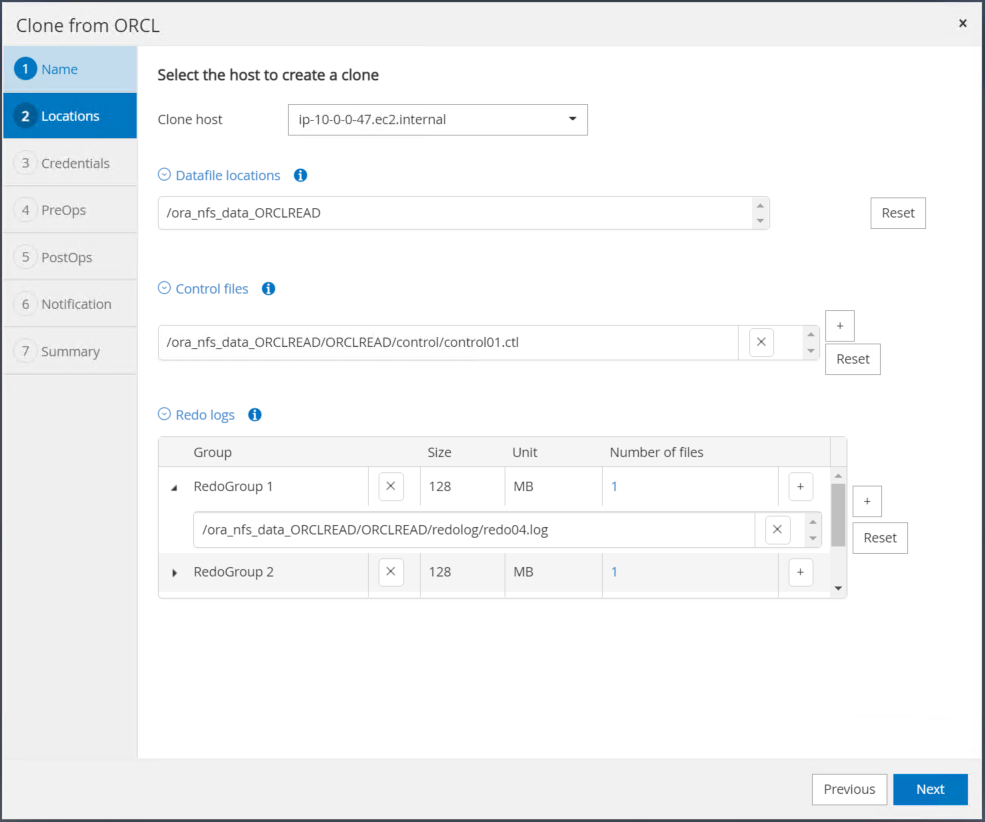 Clone from ORCL
×
1 Name
2 Locations
3 Credentials
4 PreOps
5 PostOps
6 Notification
7 Summary
Select the host to create a clone
Clone host ip-10-0-0-47.ec2.internal
Datafile locations i
/ora_nfs_data_ORCLREAD
Reset
Control files i
+
/ora_nfs_data_ORCLREAD/ORCLREAD/control/control01.ctl ×
Reset
Redo logs i
Group Size Unit Number of files
RedoGroup 1 × 128 MB 1 +
+
/ora_nfs_data_ORCLREAD/ORCLREAD/redolog/redo04.log ×
Reset
RedoGroup 2 × 128 MB 1 +
Previous Next